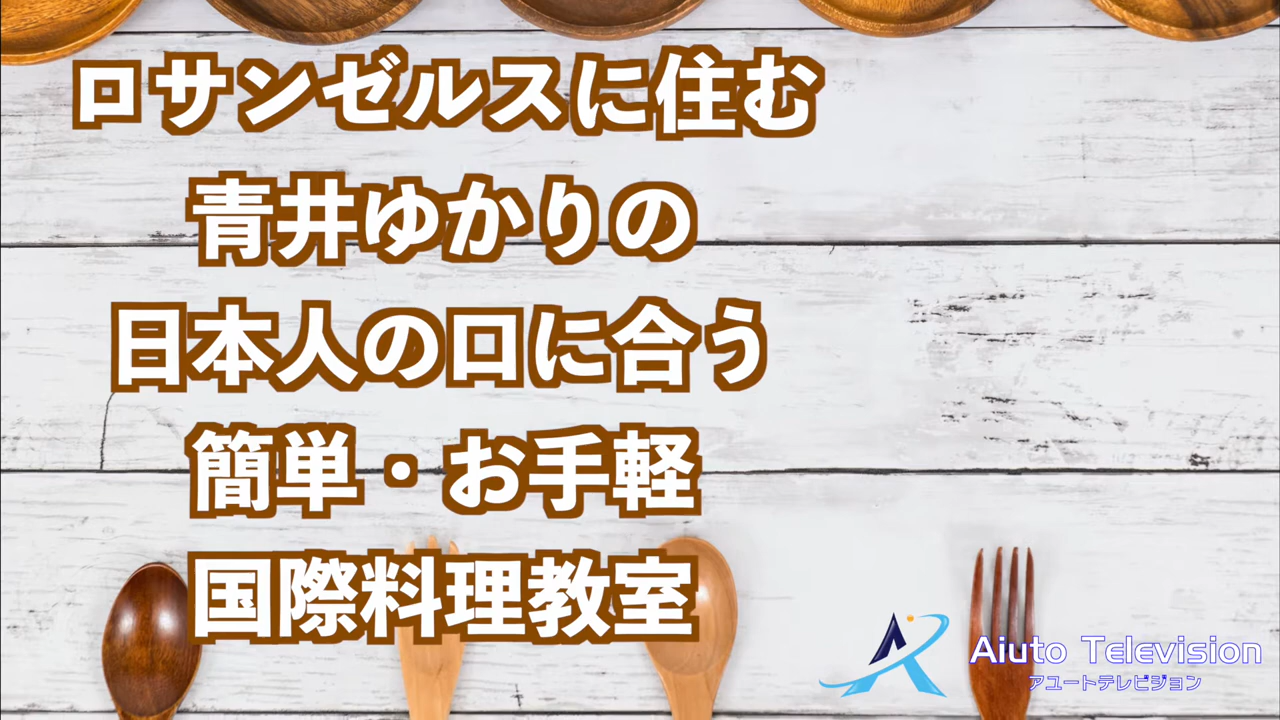 ロサンゼルスに住む
青井ゆかりの
日本人の口に合う
簡単・お手軽
国際料理教室
Aiuto Television
アユートテレビジョン